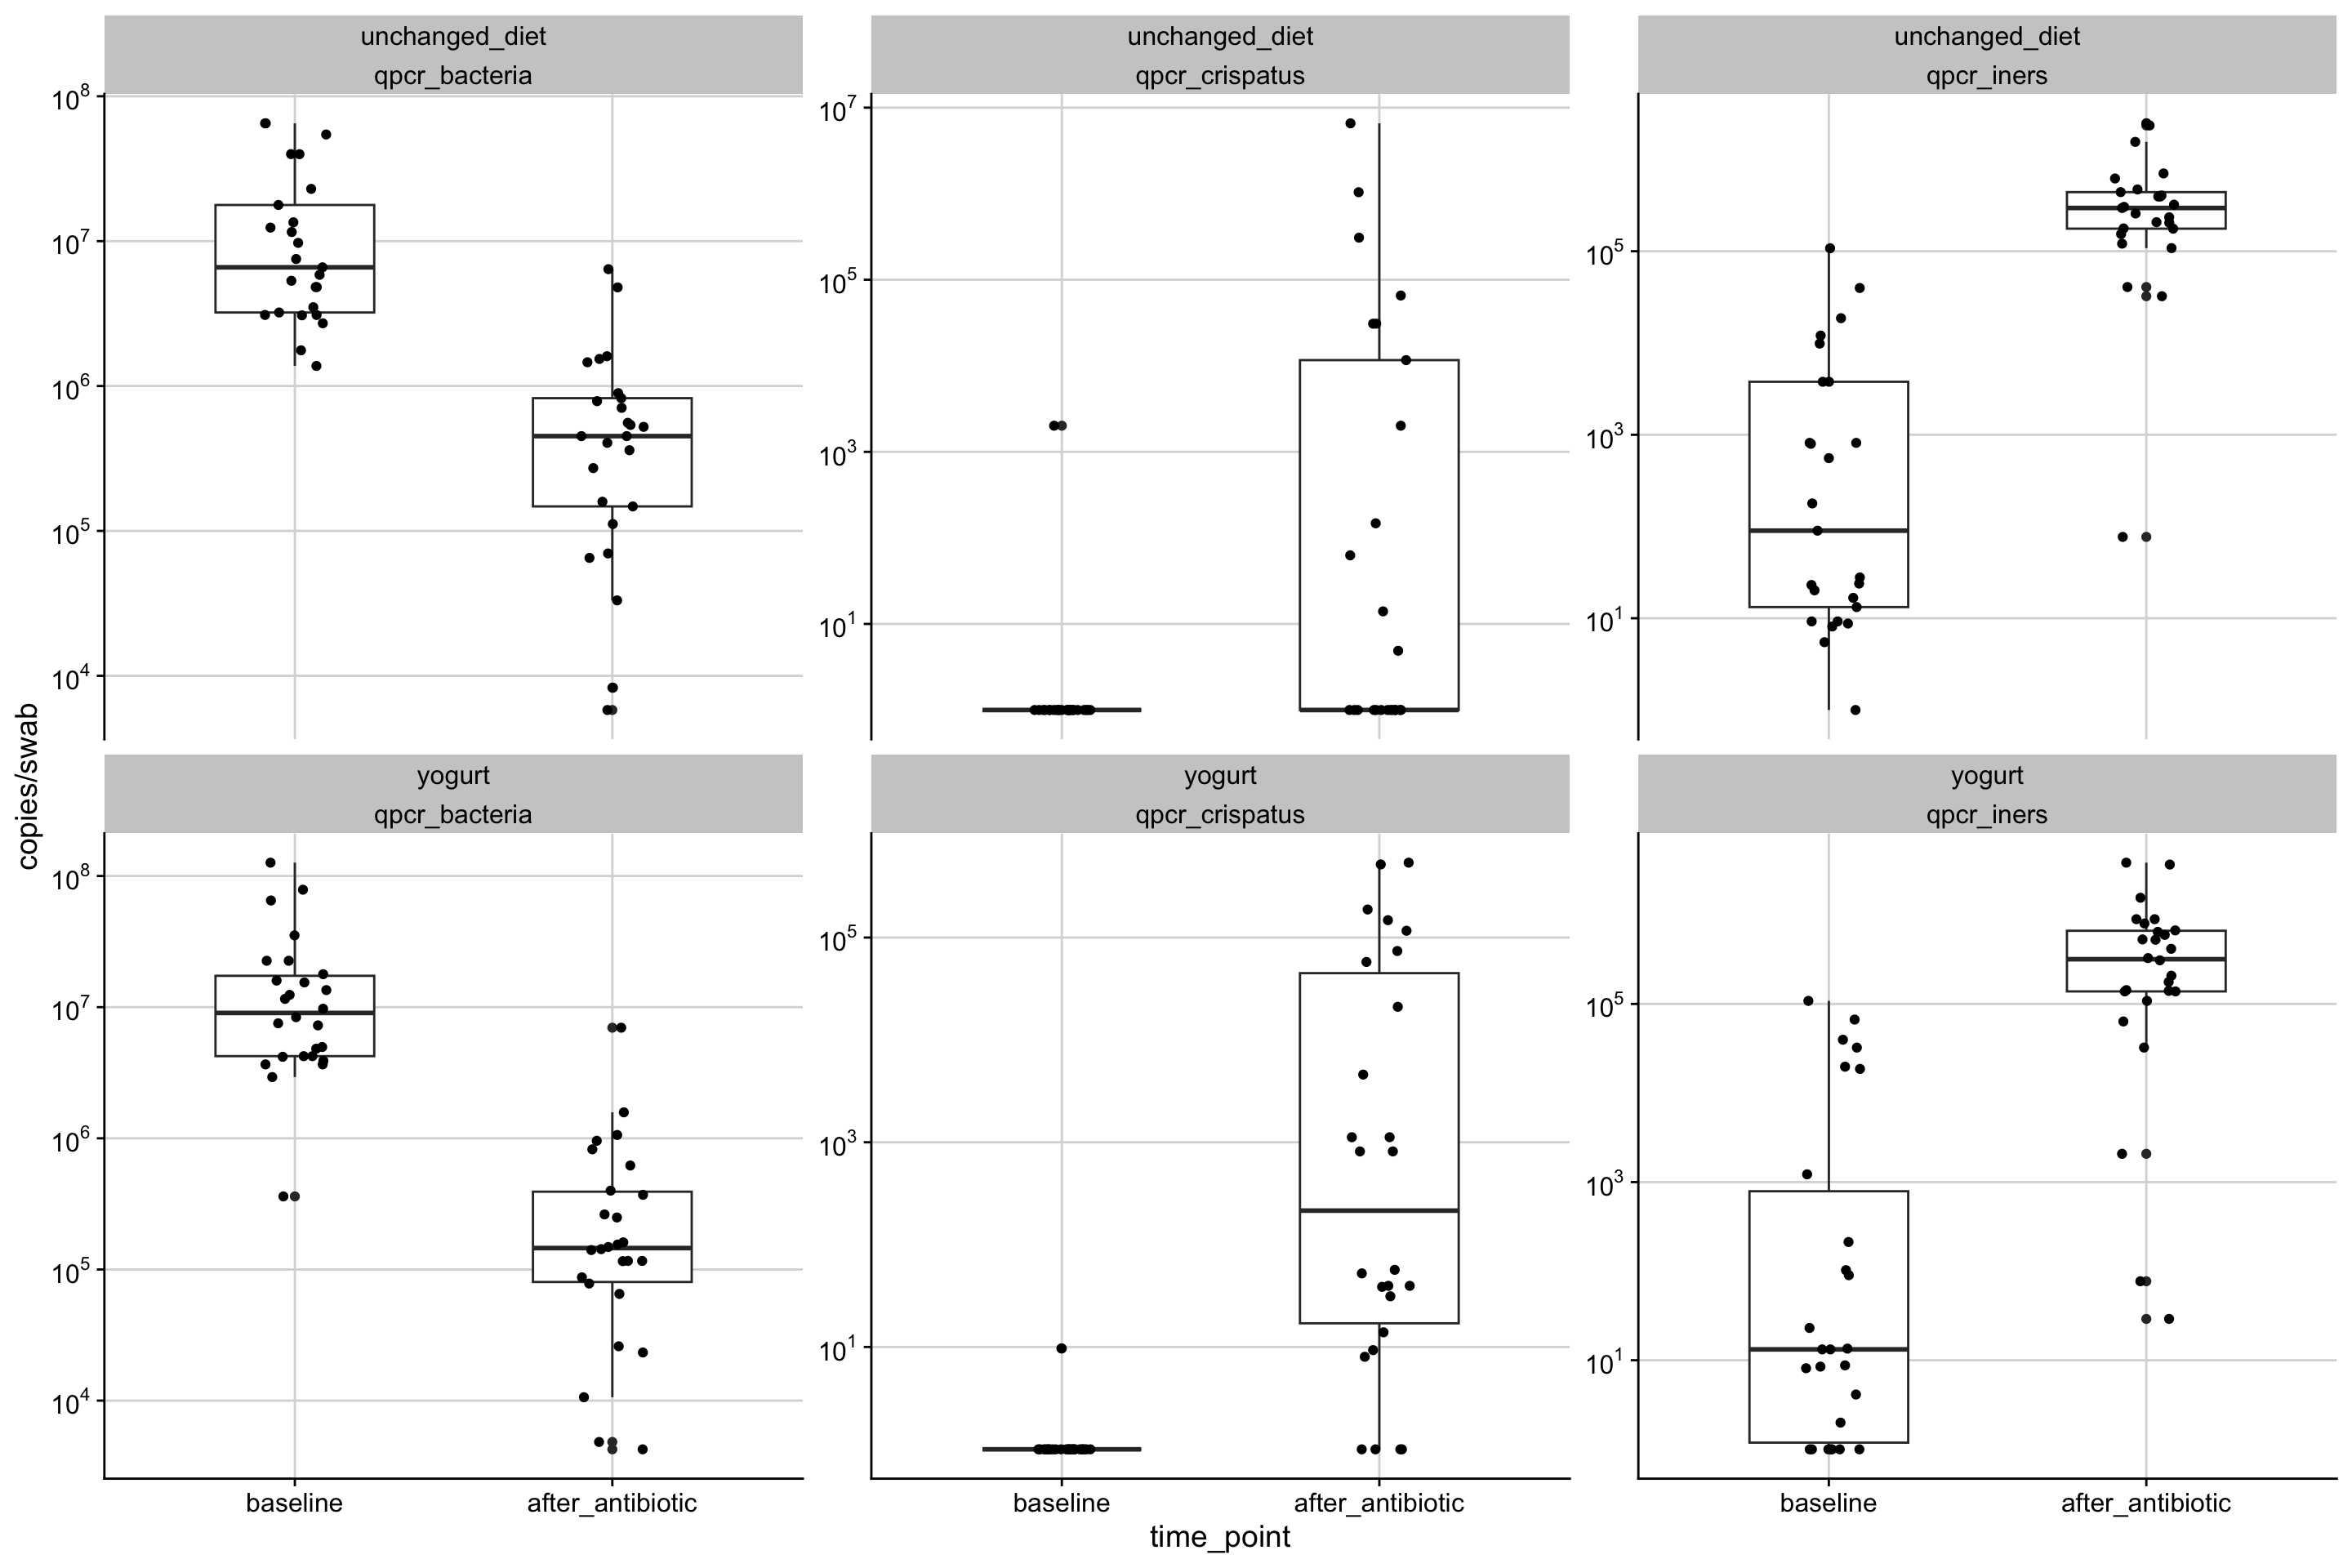 unchanged_diet
qpcr_bacteria
unchanged_diet
qpcr_crispatus
unchanged_diet
qpcr_iners
10^8
10^7
10^6
10^5
10^4
10^7
10^5
10^3
10^1
10^5
10^3
10^1
copies/swab
yogurt
qpcr_bacteria
yogurt
qpcr_crispatus
yogurt
qpcr_iners
10^8
10^7
10^6
10^5
10^4
10^5
10^3
10^1
10^5
10^3
10^1
baseline
after_antibiotic
baseline
after_antibiotic
baseline
after_antibiotic
time_point